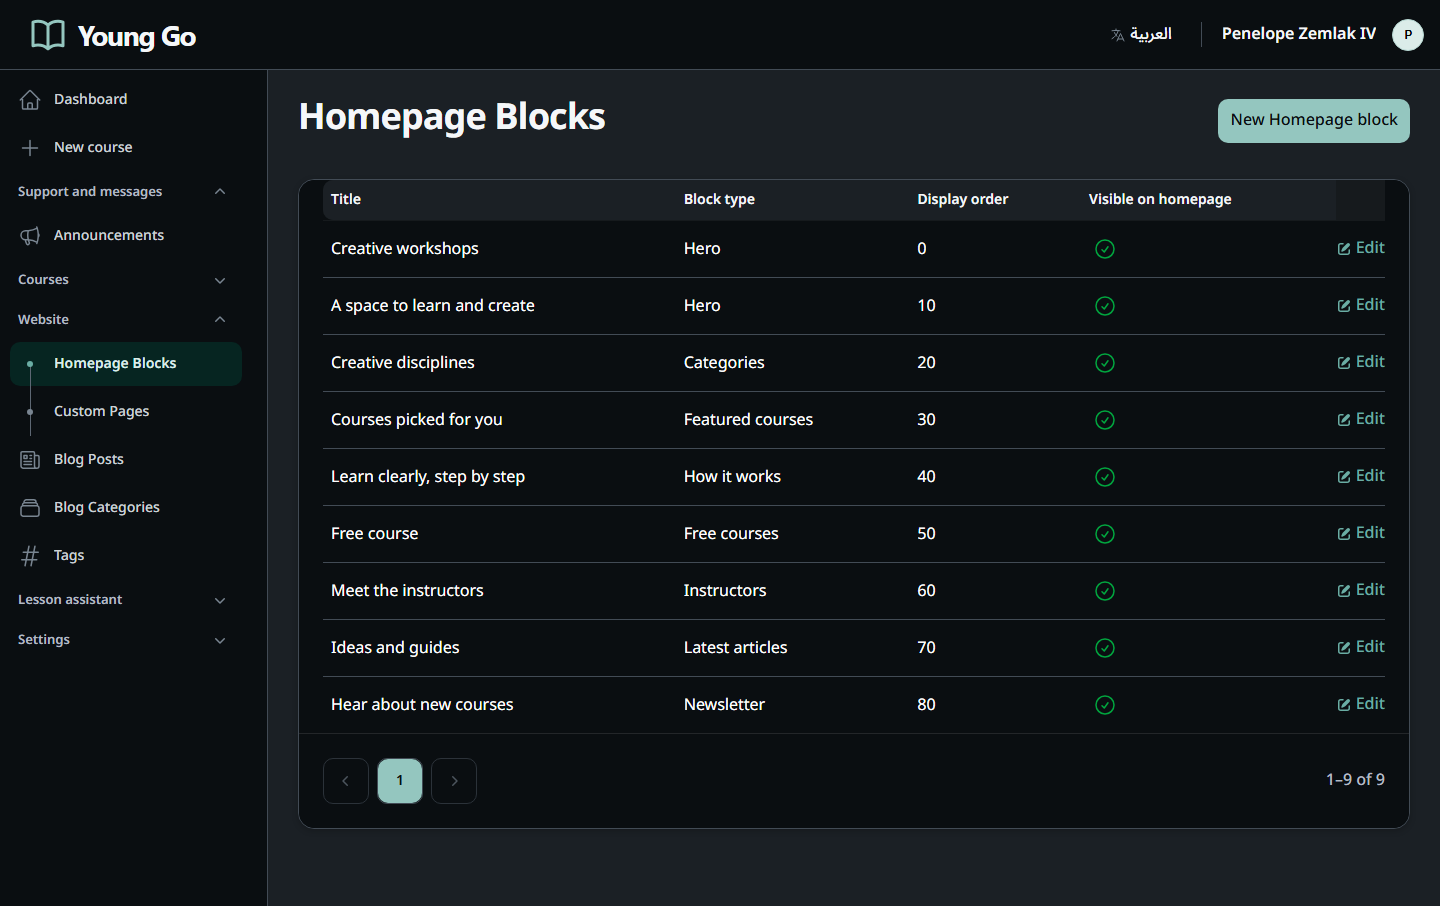 Young Go
العربية
Penelope Zemlak IV
P
Dashboard
New course
Support and messages
Announcements
Courses
Website
Homepage Blocks
Custom Pages
Blog Posts
Blog Categories
Tags
Lesson assistant
Settings
Homepage Blocks
New Homepage block
Title Block type Display order Visible on homepage
Creative workshops Hero 0 Edit
A space to learn and create Hero 10 Edit
Creative disciplines Categories 20 Edit
Courses picked for you Featured courses 30 Edit
Learn clearly, step by step How it works 40 Edit
Free course Free courses 50 Edit
Meet the instructors Instructors 60 Edit
Ideas and guides Latest articles 70 Edit
Hear about new courses Newsletter 80 Edit
1
1–9 of 9